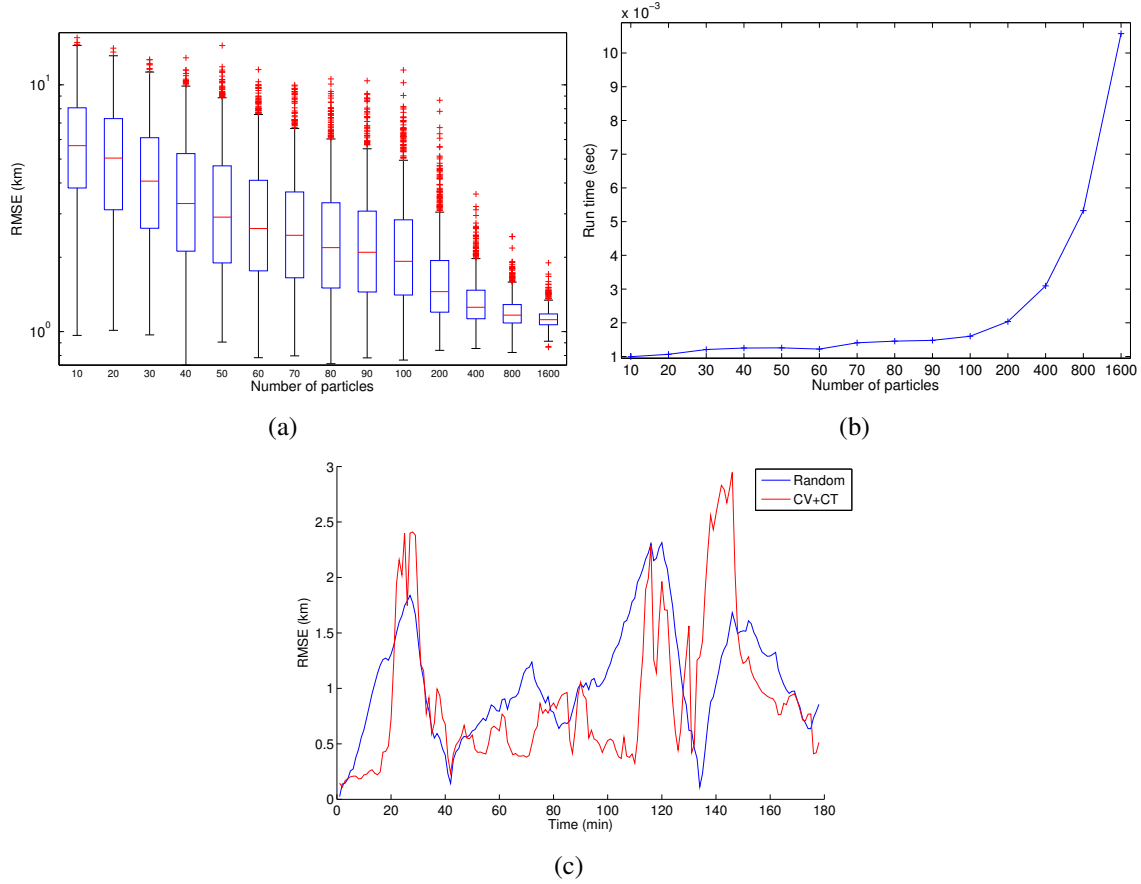 10^1
10^0
RMSE (km)
10 20 30 40 50 60 70 80 90 100 200 400 800 1600
Number of particles
(a)
x 10^-3
10
9
8
7
6
5
4
3
2
1
Run time (sec)
10 20 30 40 50 60 70 80 90 100 200 400 800 1600
Number of particles
(b)
3
2.5
2
1.5
1
0.5
0
RMSE (km)
Random
CV+CT
0 20 40 60 80 100 120 140 160 180
Time (min)
(c)